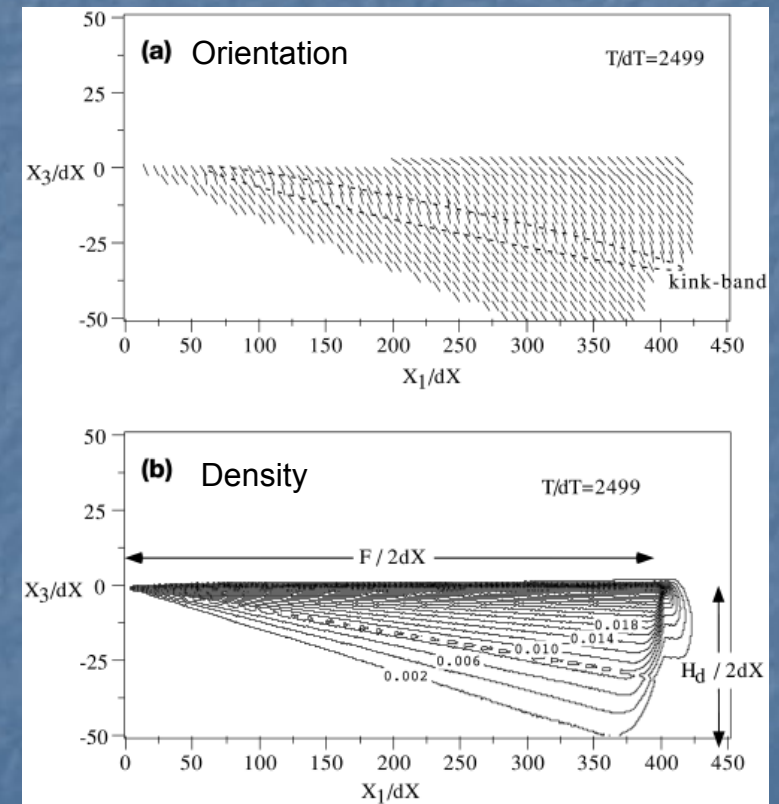 50
(a) Orientation
T/dT=2499
25
X3/dX 0
-25
kink-band
-50
0 50 100 150 200 250 300 350 400 450
X1/dX
50
(b) Density
T/dT=2499
25
F / 2dX
X3/dX 0
0.018
0.014
0.010
-25
0.006
Hd / 2dX
0.002
-50
0 50 100 150 200 250 300 350 400 450
X1/dX